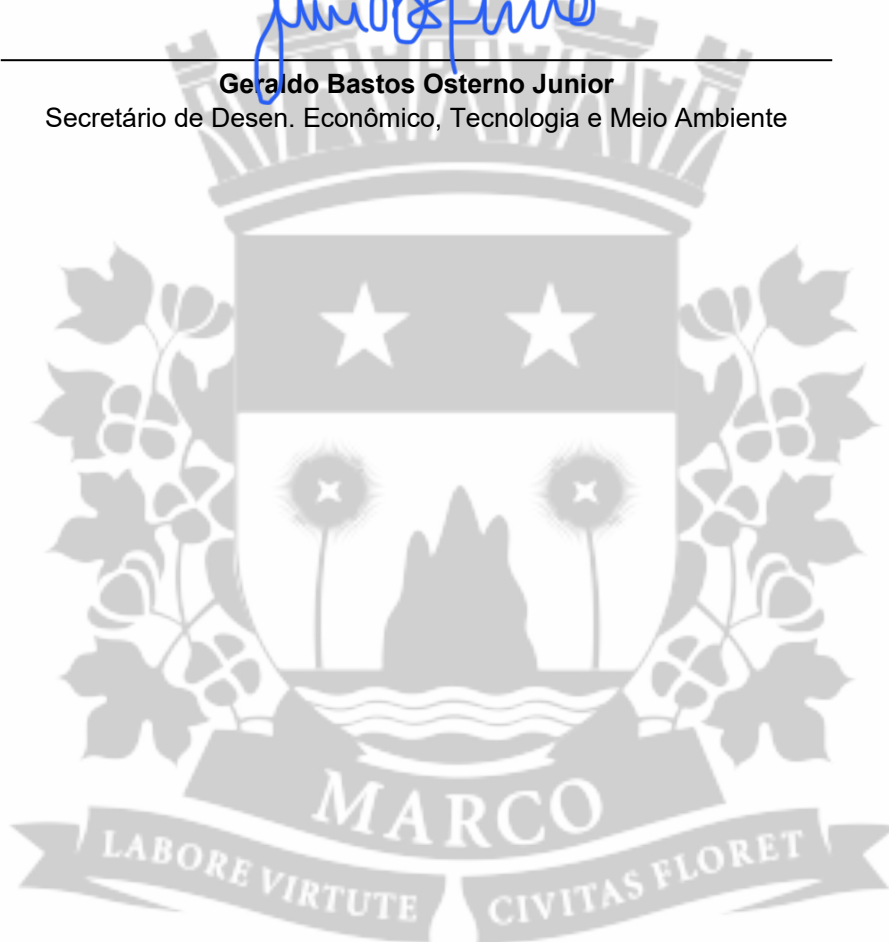 Geraldo Bastos Osterno Junior
Secretário de Desen. Econômico, Tecnologia e Meio Ambiente
MARCO
LABORE VIRTUTE CIVITAS FLORET